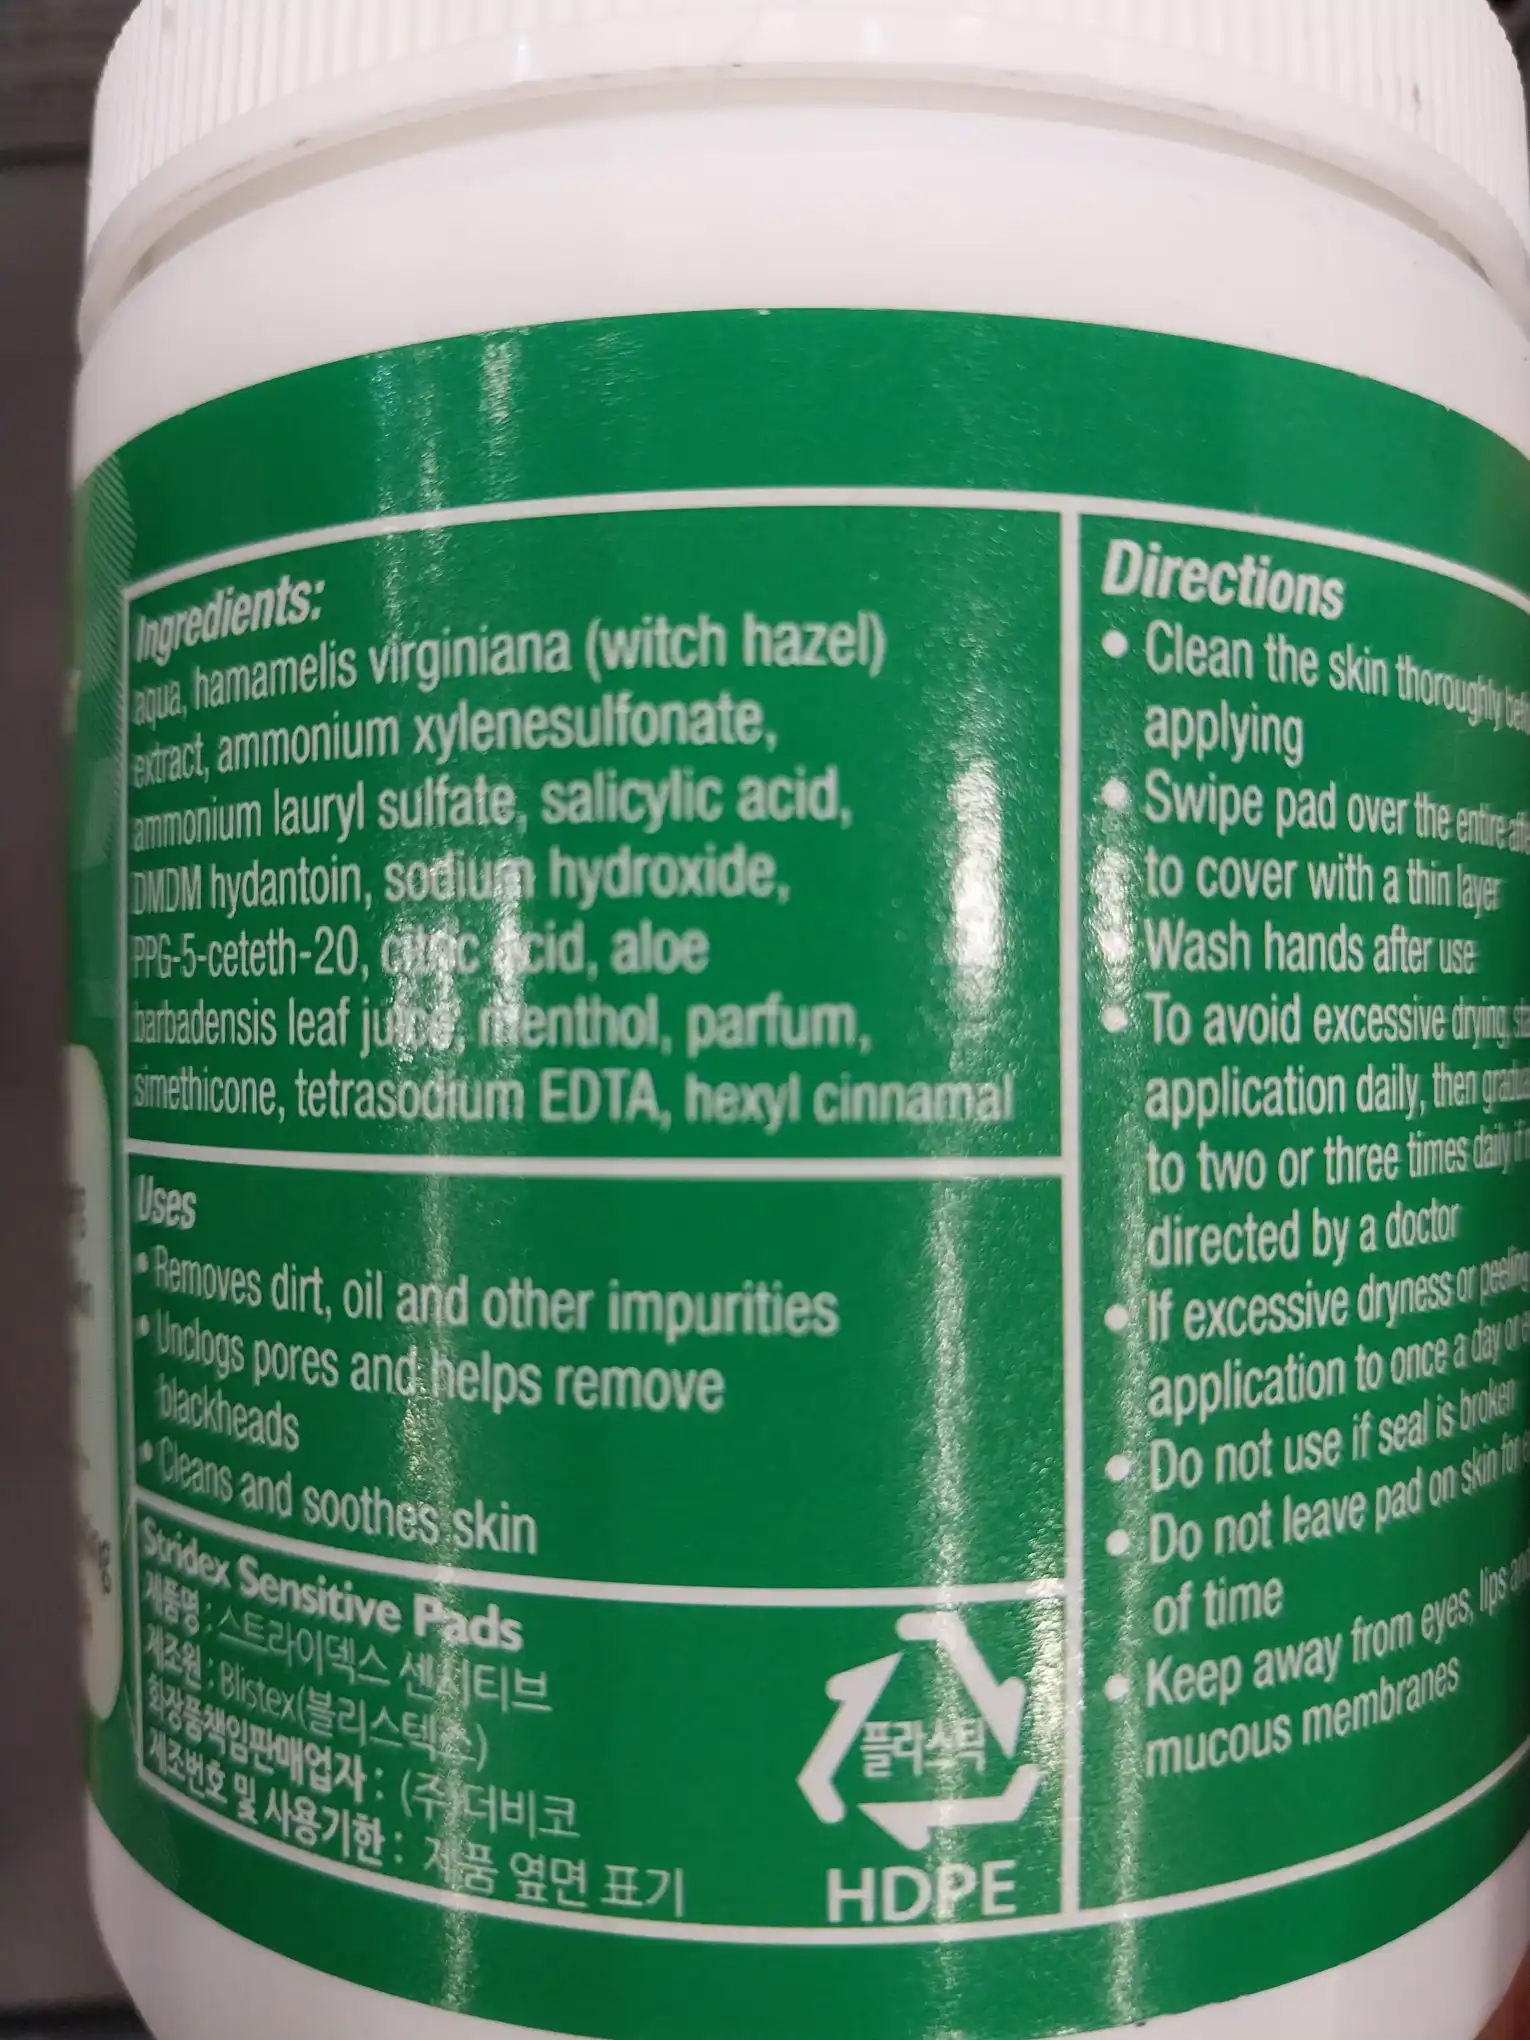 Ingredients:
aqua, hamamelis virginiana (witch hazel)
extract, ammonium xylenesulfonate,
ammonium lauryl sulfate, salicylic acid,
DMDM hydantoin, sodium hydroxide,
PPG-5-ceteth-20, citric acid, aloe
barbadensis leaf juice, menthol, parfum,
simethicone, tetrasodium EDTA, hexyl cinnamal
Uses
• Removes dirt, oil and other impurities
• Unclogs pores and helps remove
blackheads
• Cleans and soothes skin
Stridex Sensitive Pads
제품명 : 스트라이덱스 센시티브
제조원 : Blistex(블리스텍스)
화장품책임판매업자 : (주)더비코
제조번호 및 사용기한 : 제품 옆면 표기
플라스틱
HDPE
Directions
• Clean the skin thoroughly
applying
• Swipe pad over the entire
to cover with a thin layer
• Wash hands after use
• To avoid excessive drying,
application daily, then
to two or three times daily if
directed by a doctor
• If excessive dryness or peeling
application to once a day or
• Do not use if seal is broken
• Do not leave pad on skin for
of time
• Keep away from eyes, lips
mucous membranes